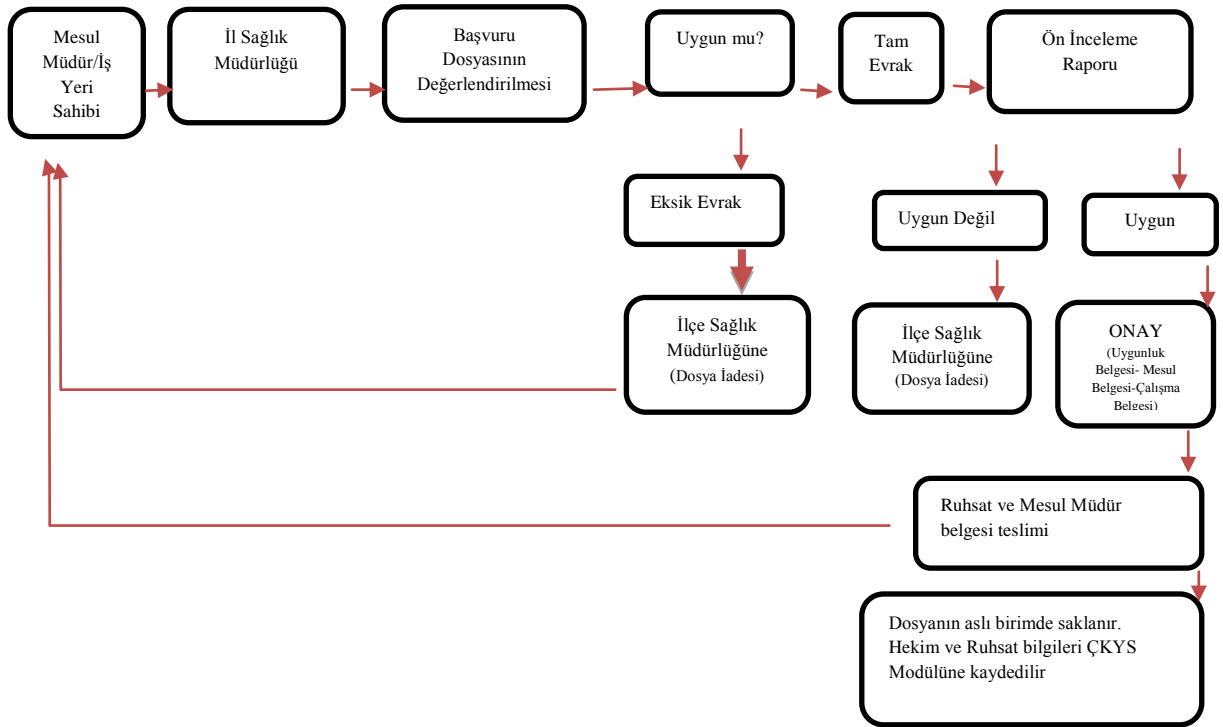 Mesul
Müdür/İş
Yeri
Sahibi
İl Sağlık
Müdürlüğü
Başvuru
Dosyasının
Değerlendirilmesi
Uygun mu?
Tam
Evrak
Ön İnceleme
Raporu
Eksik Evrak
Uygun Değil
Uygun
İlçe Sağlık
Müdürlüğüne
(Dosya İadesi)
İlçe Sağlık
Müdürlüğüne
(Dosya İadesi)
ONAY
(Uygunluk
Belgesi- Mesul
Belgesi-Çalışma
Belgesi)
Ruhsat ve Mesul Müdür
belgesi teslimi
Dosyanın aslı birimde saklanır.
Hekim ve Ruhsat bilgileri ÇKYS
Modülüne kaydedilir